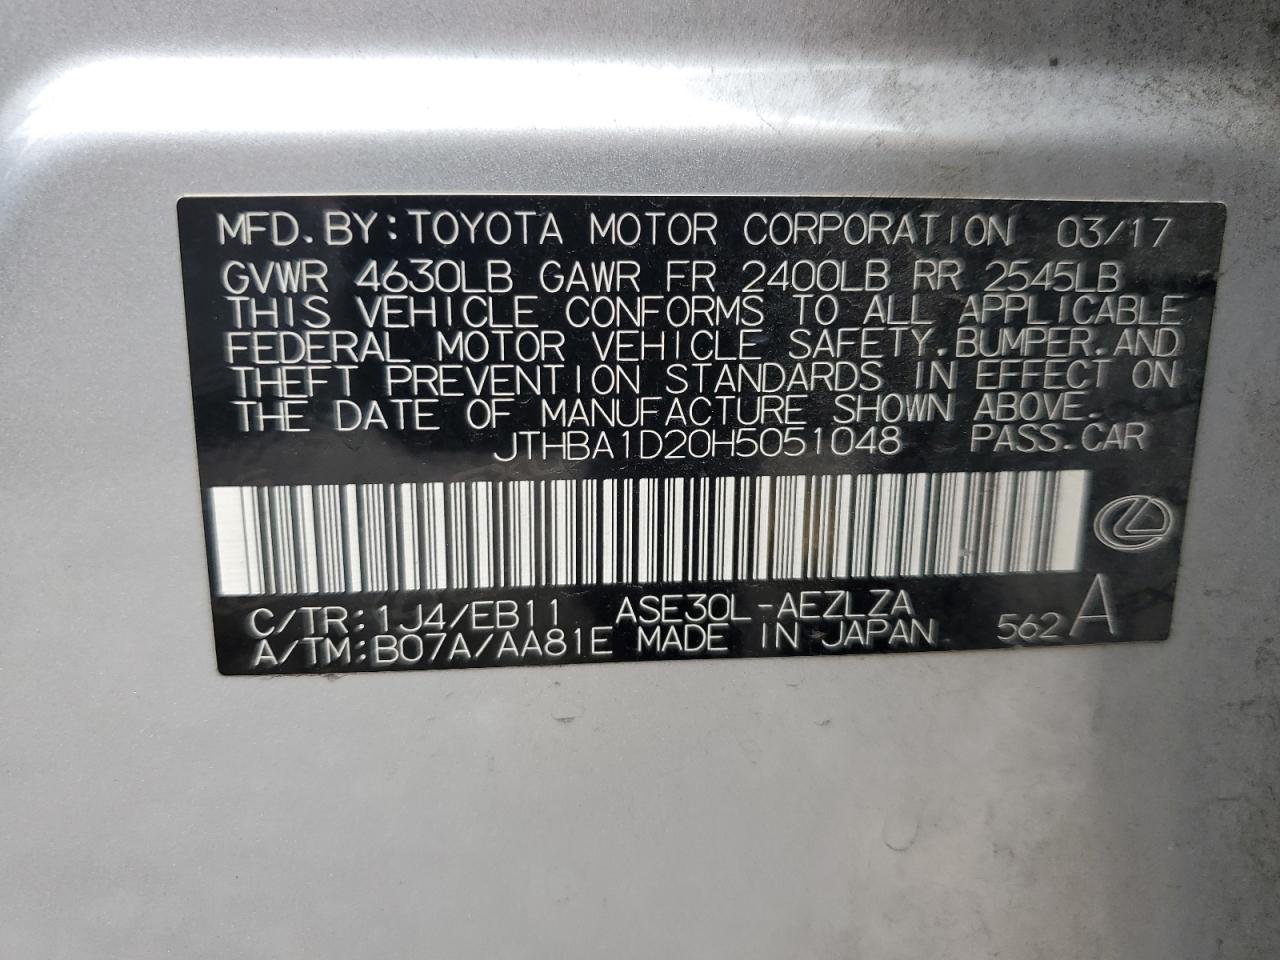 MFD.BY:TOYOTA MOTOR CORPORATION 03/17
GVWR 4630LB GAWR FR 2400LB RR 2545LB
THIS VEHICLE CONFORMS TO ALL APPLICABLE
FEDERAL MOTOR VEHICLE SAFETY,BUMPER,AND
THEFT PREVENTION STANDARDS IN EFFECT ON
THE DATE OF MANUFACTURE SHOWN ABOVE.
JTHBA1D20H5051048 PASS.CAR
C/TR:1J4/EB11 ASE30L-AEZLZA
A/TM:B07A/AA81E MADE IN JAPAN 562 A